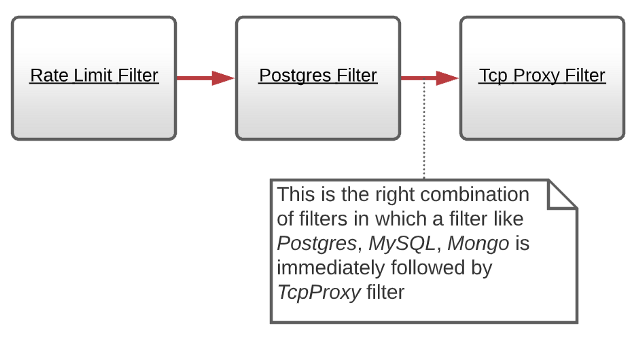 Rate Limit Filter
Postgres Filter
Tcp Proxy Filter
This is the right combination
of filters in which a filter like
Postgres, MySQL, Mongo is
immediately followed by
TcpProxy filter